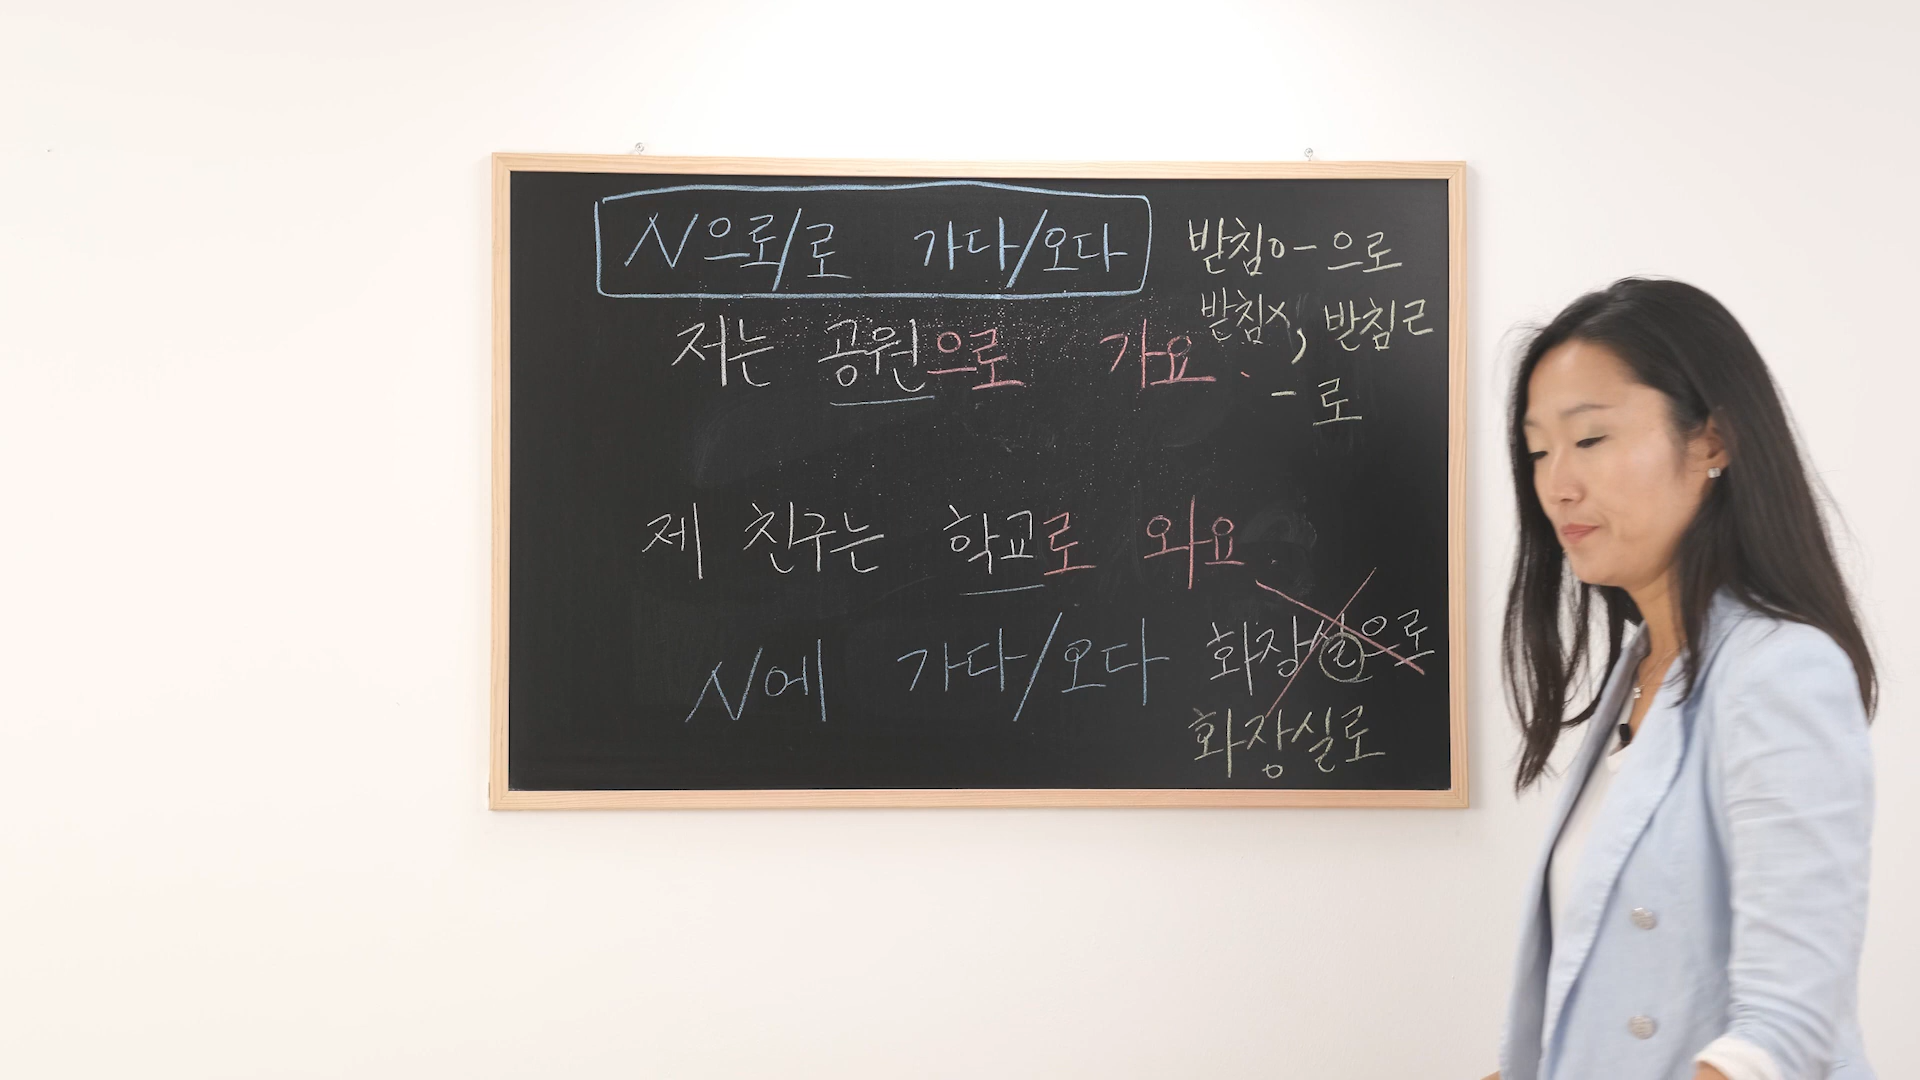 N으로/로 가다/오다
받침o - 으로
받침x, 받침ㄹ
- 로
저는 공원으로 가요.
제 친구는 학교로 와요
N에 가다/오다
화장실으로
화장실로